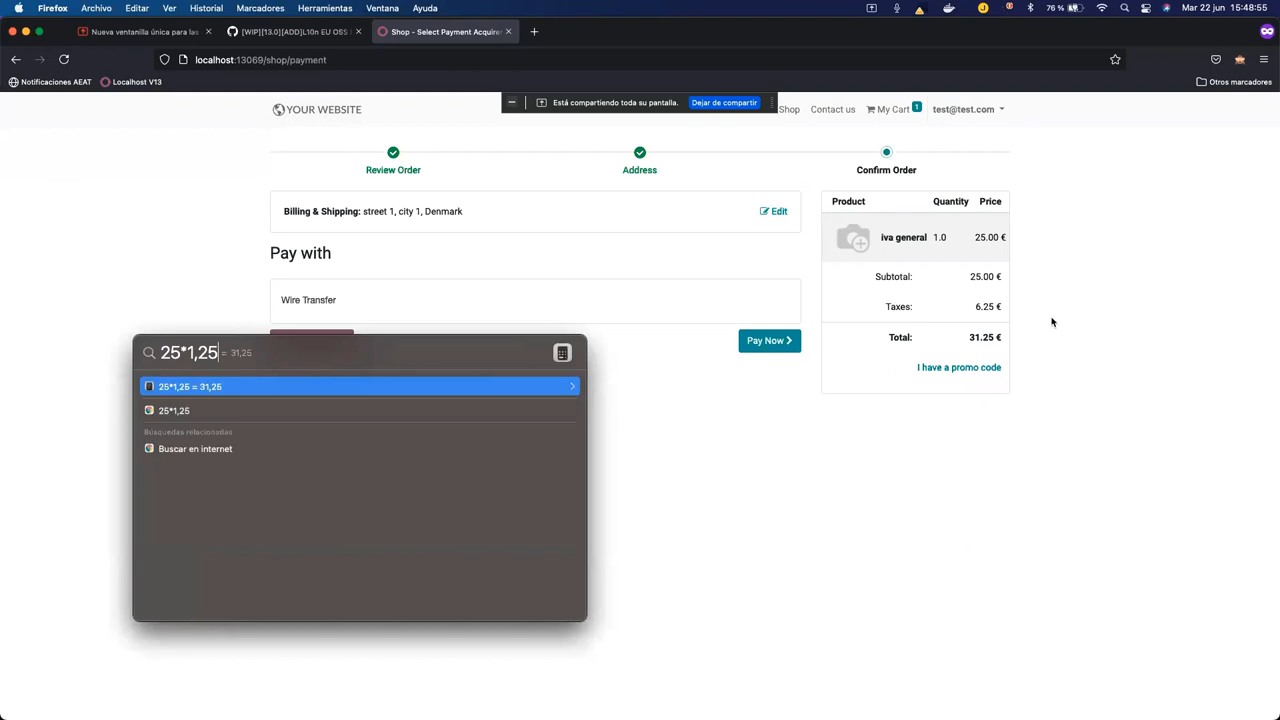 Firefox Archivo Editar Ver Historial Marcadores Herramientas Ventana Ayuda 76 % Mar 22 jun 15:48:55
Nueva ventanilla única para las [WIP][13.0][ADD]L10n EU OSS Shop - Select Payment Acquirer
localhost:13069/shop/payment
Notificaciones AEAT Localhost V13 Otros marcadores
Está compartiendo toda su pantalla. Dejar de compartir
YOUR WEBSITE Shop Contact us My Cart 1 test@test.com
Review Order Address Confirm Order
Billing & Shipping: street 1, city 1, Denmark Edit
Pay with
Wire Transfer
Pay Now
Product Quantity Price
iva general 1.0 25.00 €
Subtotal: 25.00 €
Taxes: 6.25 €
Total: 31.25 €
I have a promo code
25*1,25 = 31,25
25*1,25 = 31,25
25*1,25
Búsquedas relacionadas
Buscar en internet